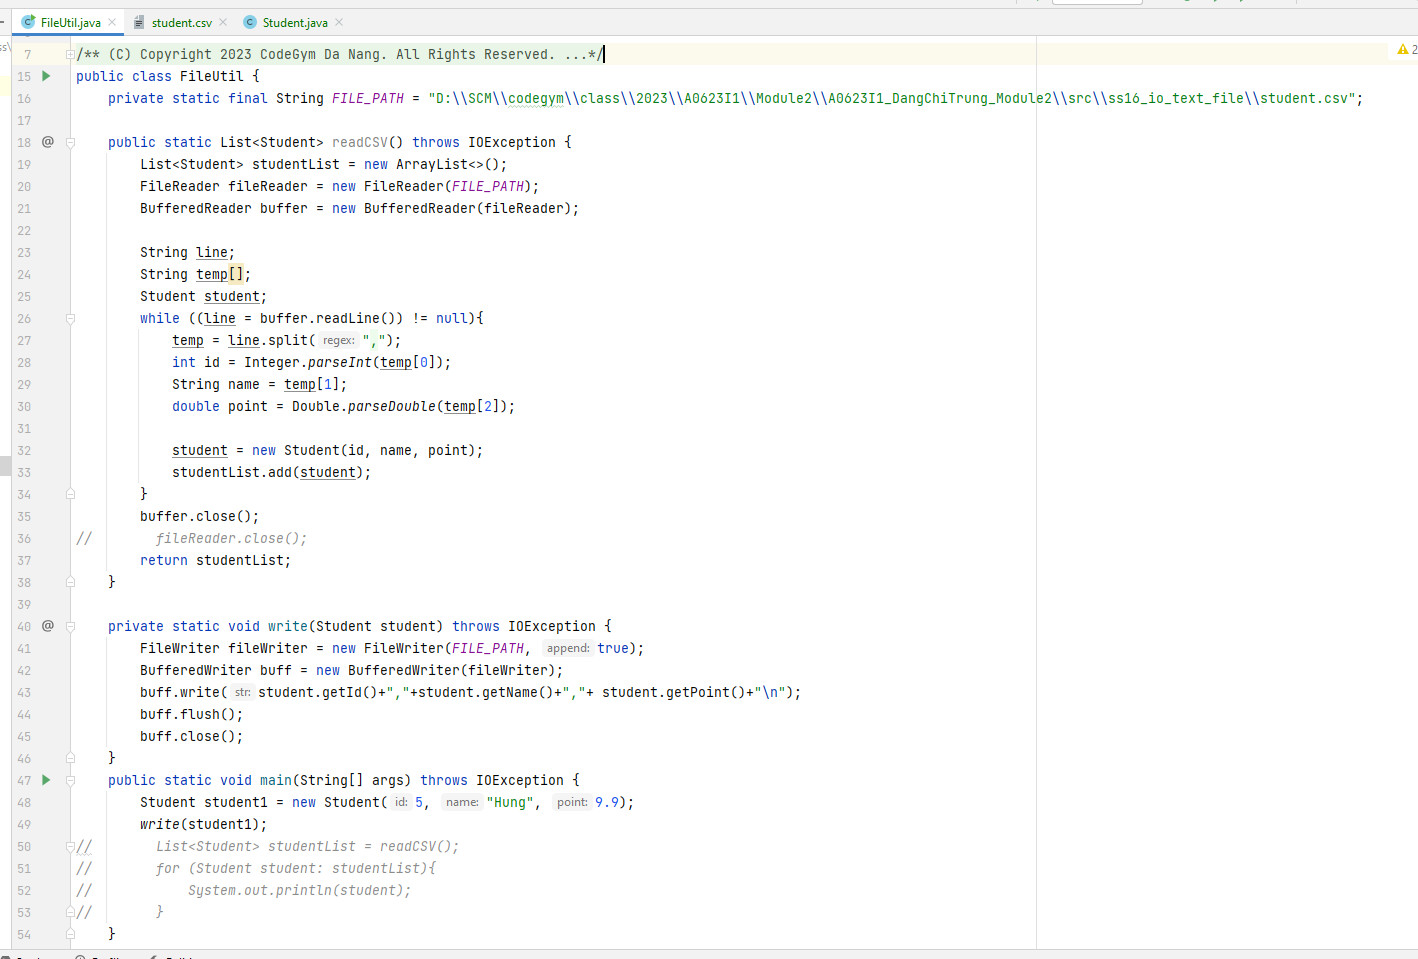 FileUtil.java student.csv Student.java
7 /** (C) Copyright 2023 CodeGym Da Nang. All Rights Reserved. ...*/ 2
15 public class FileUtil {
16 private static final String FILE_PATH = "D:\\SCM\\codegym\\class\\2023\\A0623I1\\Module2\\A0623I1_DangChiTrung_Module2\\src\\ss16_io_text_file\\student.csv";
17
18 @ public static List<Student> readCSV() throws IOException {
19 List<Student> studentList = new ArrayList<>();
20 FileReader fileReader = new FileReader(FILE_PATH);
21 BufferedReader buffer = new BufferedReader(fileReader);
22
23 String line;
24 String temp[];
25 Student student;
26 while ((line = buffer.readLine()) != null){
27 temp = line.split( regex: ",");
28 int id = Integer.parseInt(temp[0]);
29 String name = temp[1];
30 double point = Double.parseDouble(temp[2]);
31
32 student = new Student(id, name, point);
33 studentList.add(student);
34 }
35 buffer.close();
36 // fileReader.close();
37 return studentList;
38 }
39
40 @ private static void write(Student student) throws IOException {
41 FileWriter fileWriter = new FileWriter(FILE_PATH, append: true);
42 BufferedWriter buff = new BufferedWriter(fileWriter);
43 buff.write( str: student.getId()+","+student.getName()+","+ student.getPoint()+"\n");
44 buff.flush();
45 buff.close();
46 }
47 public static void main(String[] args) throws IOException {
48 Student student1 = new Student( id: 5, name: "Hung", point: 9.9);
49 write(student1);
50 // List<Student> studentList = readCSV();
51 // for (Student student: studentList){
52 // System.out.println(student);
53 // }
54 }